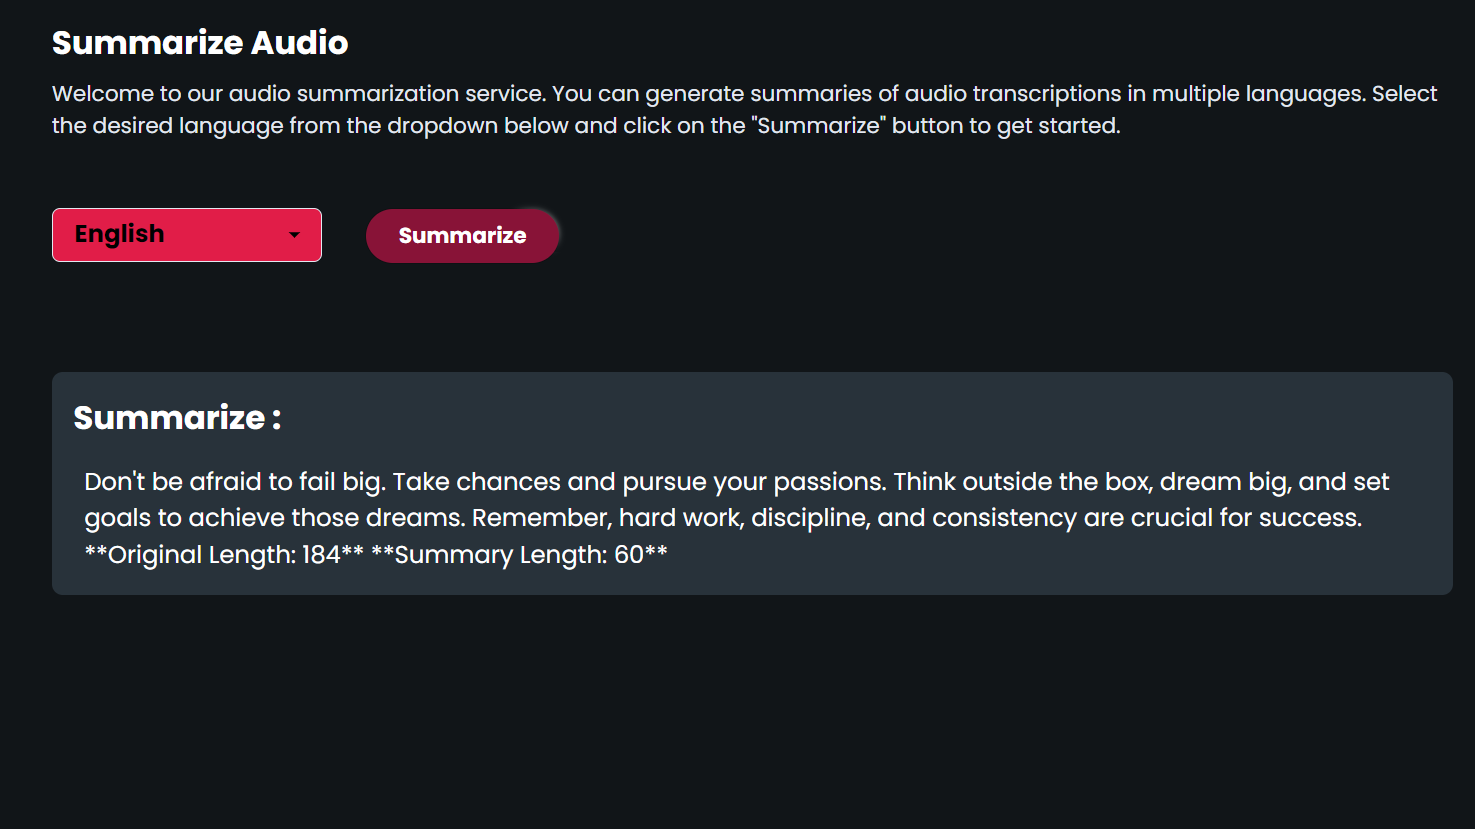 Summarize Audio
Welcome to our audio summarization service. You can generate summaries of audio transcriptions in multiple languages. Select
the desired language from the dropdown below and click on the "Summarize" button to get started.
English
Summarize
Summarize :
Don't be afraid to fail big. Take chances and pursue your passions. Think outside the box, dream big, and set
goals to achieve those dreams. Remember, hard work, discipline, and consistency are crucial for success.
**Original Length: 184** **Summary Length: 60**